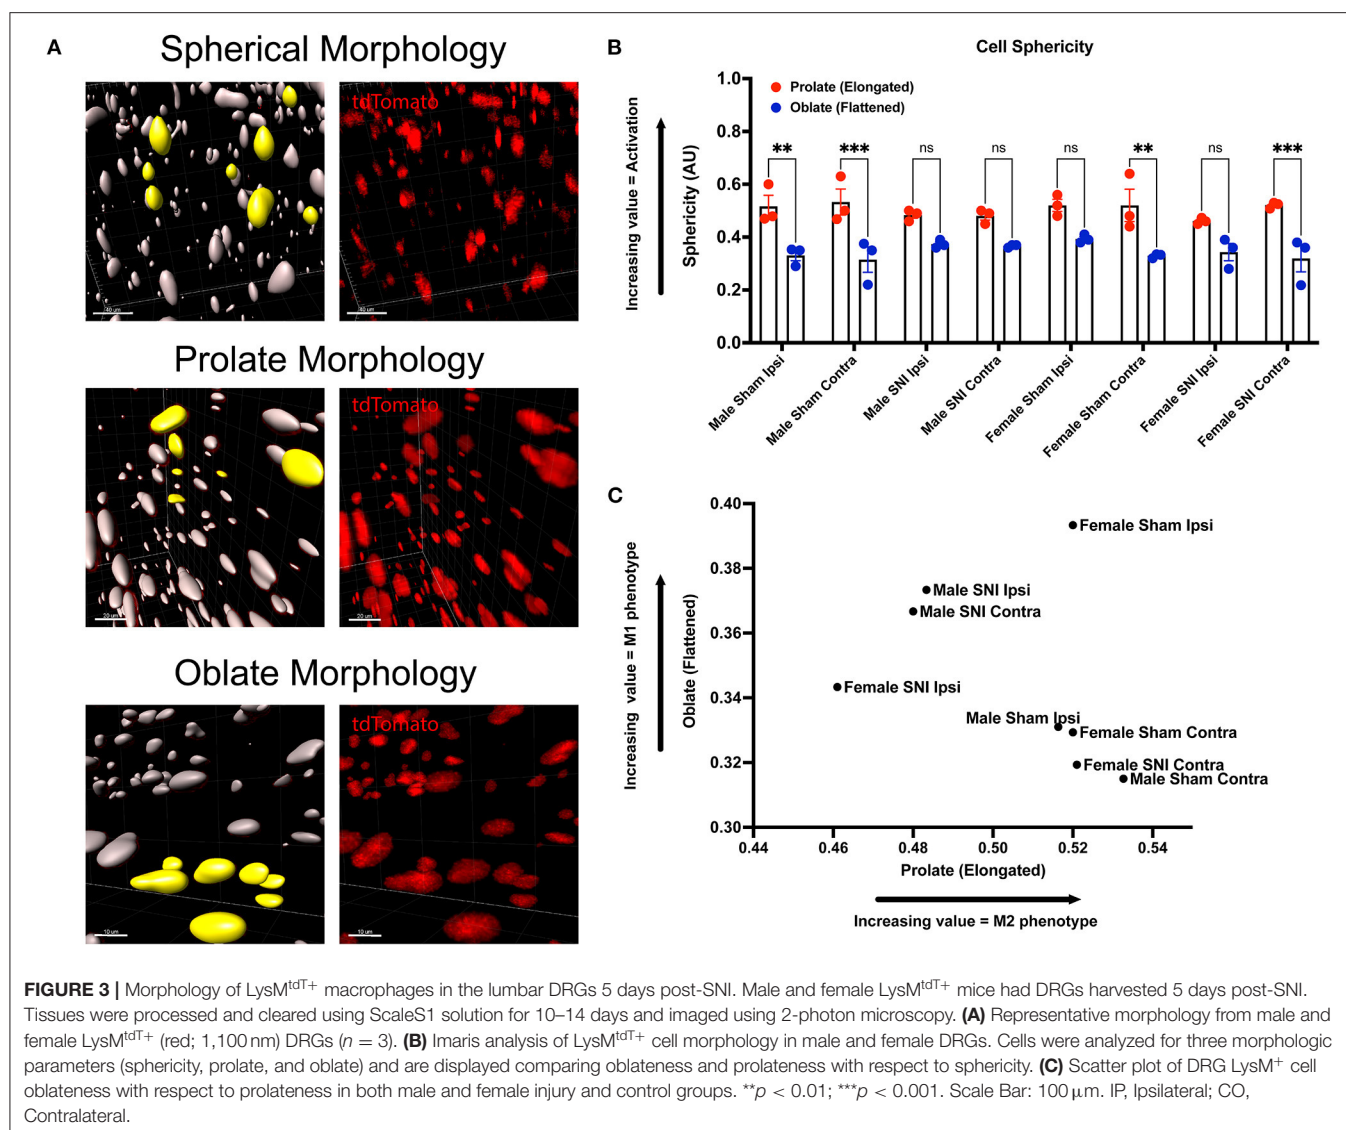 A
Spherical Morphology
tdTomato
40 um
40 um
Prolate Morphology
tdTomato
20 um
20 um
Oblate Morphology
tdTomato
10 um
10 um
B
Cell Sphericity
Prolate (Elongated)
Oblate (Flattened)
Increasing value = Activation
Sphericity (AU)
1.0
0.8
0.6
0.4
0.2
0.0
** *** ns ns ns ** ns ***
Male Sham Ipsi
Male Sham Contra
Male SNI Ipsi
Male SNI Contra
Female Sham Ipsi
Female Sham Contra
Female SNI Ipsi
Female SNI Contra
C
Increasing value = M1 phenotype
Oblate (Flattened)
0.40
0.38
0.36
0.34
0.32
0.30
Female Sham Ipsi
Male SNI Ipsi
Male SNI Contra
Female SNI Ipsi
Male Sham Ipsi
Female Sham Contra
Female SNI Contra
Male Sham Contra
0.44 0.46 0.48 0.50 0.52 0.54
Prolate (Elongated)
Increasing value = M2 phenotype
FIGURE 3 | Morphology of LysMtdT+ macrophages in the lumbar DRGs 5 days post-SNI. Male and female LysMtdT+ mice had DRGs harvested 5 days post-SNI.
Tissues were processed and cleared using ScaleS1 solution for 10–14 days and imaged using 2-photon microscopy. (A) Representative morphology from male and
female LysMtdT+ (red; 1,100 nm) DRGs (n = 3). (B) Imaris analysis of LysMtdT+ cell morphology in male and female DRGs. Cells were analyzed for three morphologic
parameters (sphericity, prolate, and oblate) and are displayed comparing oblateness and prolateness with respect to sphericity. (C) Scatter plot of DRG LysM+ cell
oblateness with respect to prolateness in both male and female injury and control groups. **p < 0.01; ***p < 0.001. Scale Bar: 100 μm. IP, Ipsilateral; CO,
Contralateral.